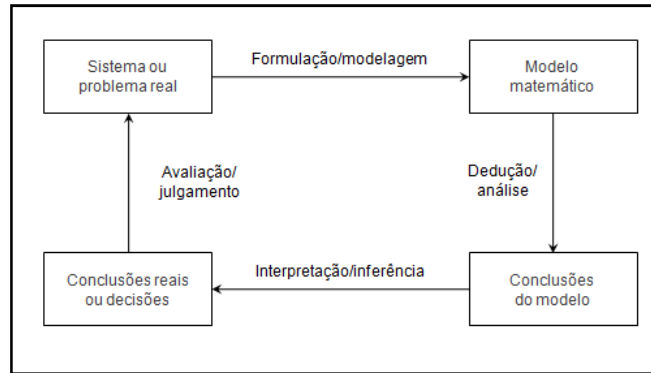 Sistema ou
problema real
Formulação/modelagem
Modelo
matemático
Avaliação/
julgamento
Dedução/
análise
Conclusões reais
ou decisões
Interpretação/inferência
Conclusões
do modelo